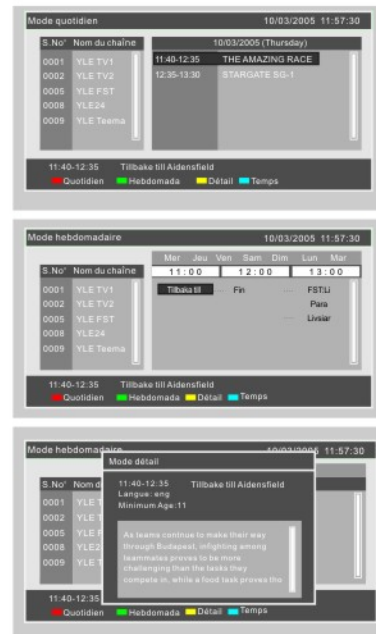 Mode quotidien 10/03/2005 11:57:30
S.No° Nom du chaîne 10/03/2005 (Thursday)
0001 YLE TV1 11:40-12:35 THE AMAZING RACE
0002 YLE TV2 12:35-13:30 STARGATE SG-1
0005 YLE FST
0008 YLE24
0009 YLE Teema
11:40-12:35 Tillbake till Aidensfield
Quotidien Hebdomada Détail Temps
Mode hebdomadaire 10/03/2005 11:57:30
Mer Jeu Ven Sam Dim Lun Mar
S.No° Nom du chaîne 11:00 12:00 13:00
0001 YLE TV1 Tilbaka till ... Fin ... FST:Li
0002 YLE TV2 Para
0005 YLE FST ... Livsiar
0008 YLE24
0009 YLE Teema
11:40-12:35 Tillbake till Aidensfield
Quotidien Hebdomada Détail Temps
Mode hebdomadaire 10/03/2005 11:57:30
Mode détail
S.No° Nom d
11:40-12:35 Tillbake till Aidensfield
Langue: eng
Minimum Age:11
0001 YLE T
0002 YLE T
0005 YLE F
0008 YLE2
0009 YLE T
As teams continue to make their way
through Budapest, infighting among
teammates proves to be more
challenging than the tasks they
compete in, while a food task proves tho
11:40-12:35
Quotidien Hebdomada Détail Temps